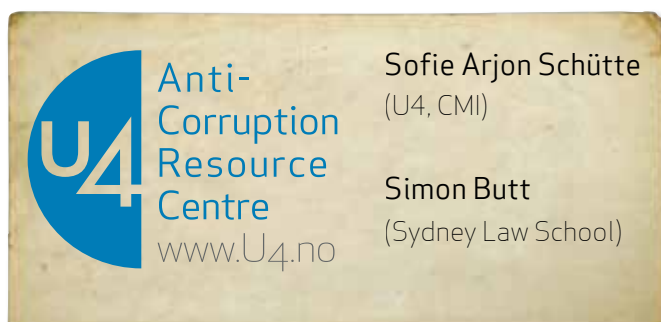 U4
Anti-
Corruption
Resource
Centre
www.U4.no
Sofie Arjon Schütte
(U4, CMI)
Simon Butt
(Sydney Law School)